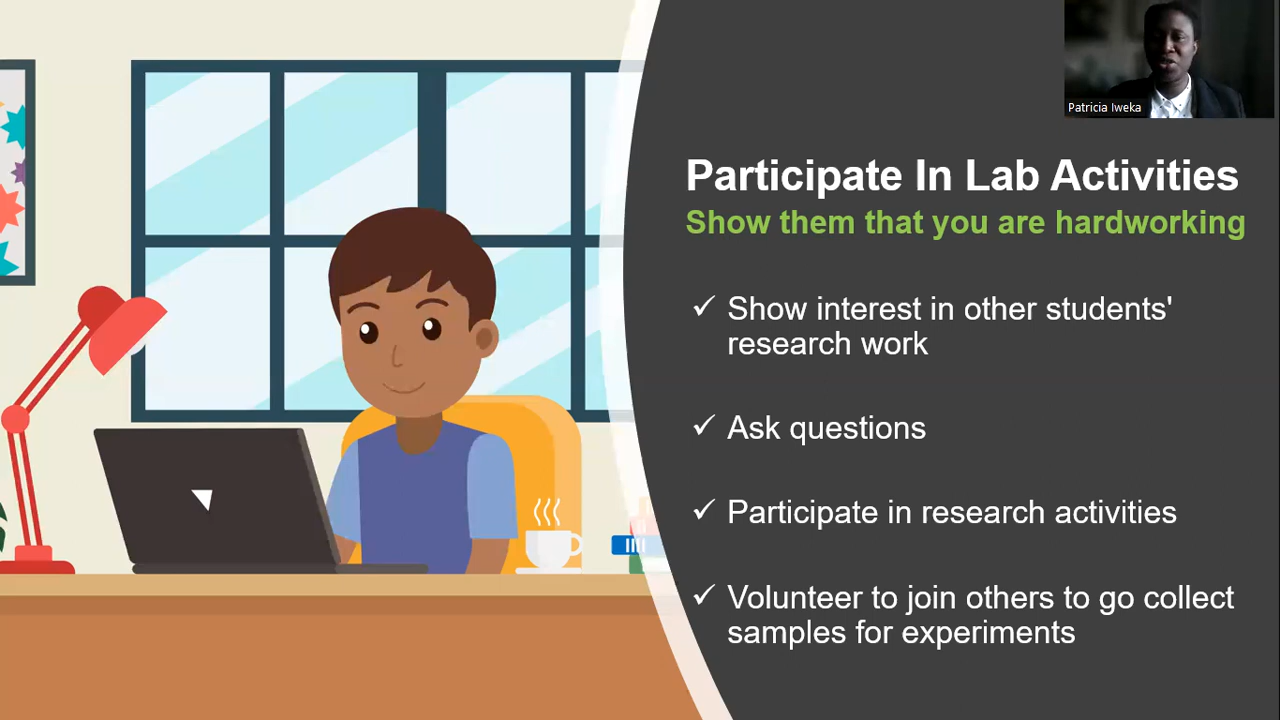 Patricia Iweka
Participate In Lab Activities
Show them that you are hardworking
✓ Show interest in other students'
research work
✓ Ask questions
✓ Participate in research activities
✓ Volunteer to join others to go collect
samples for experiments